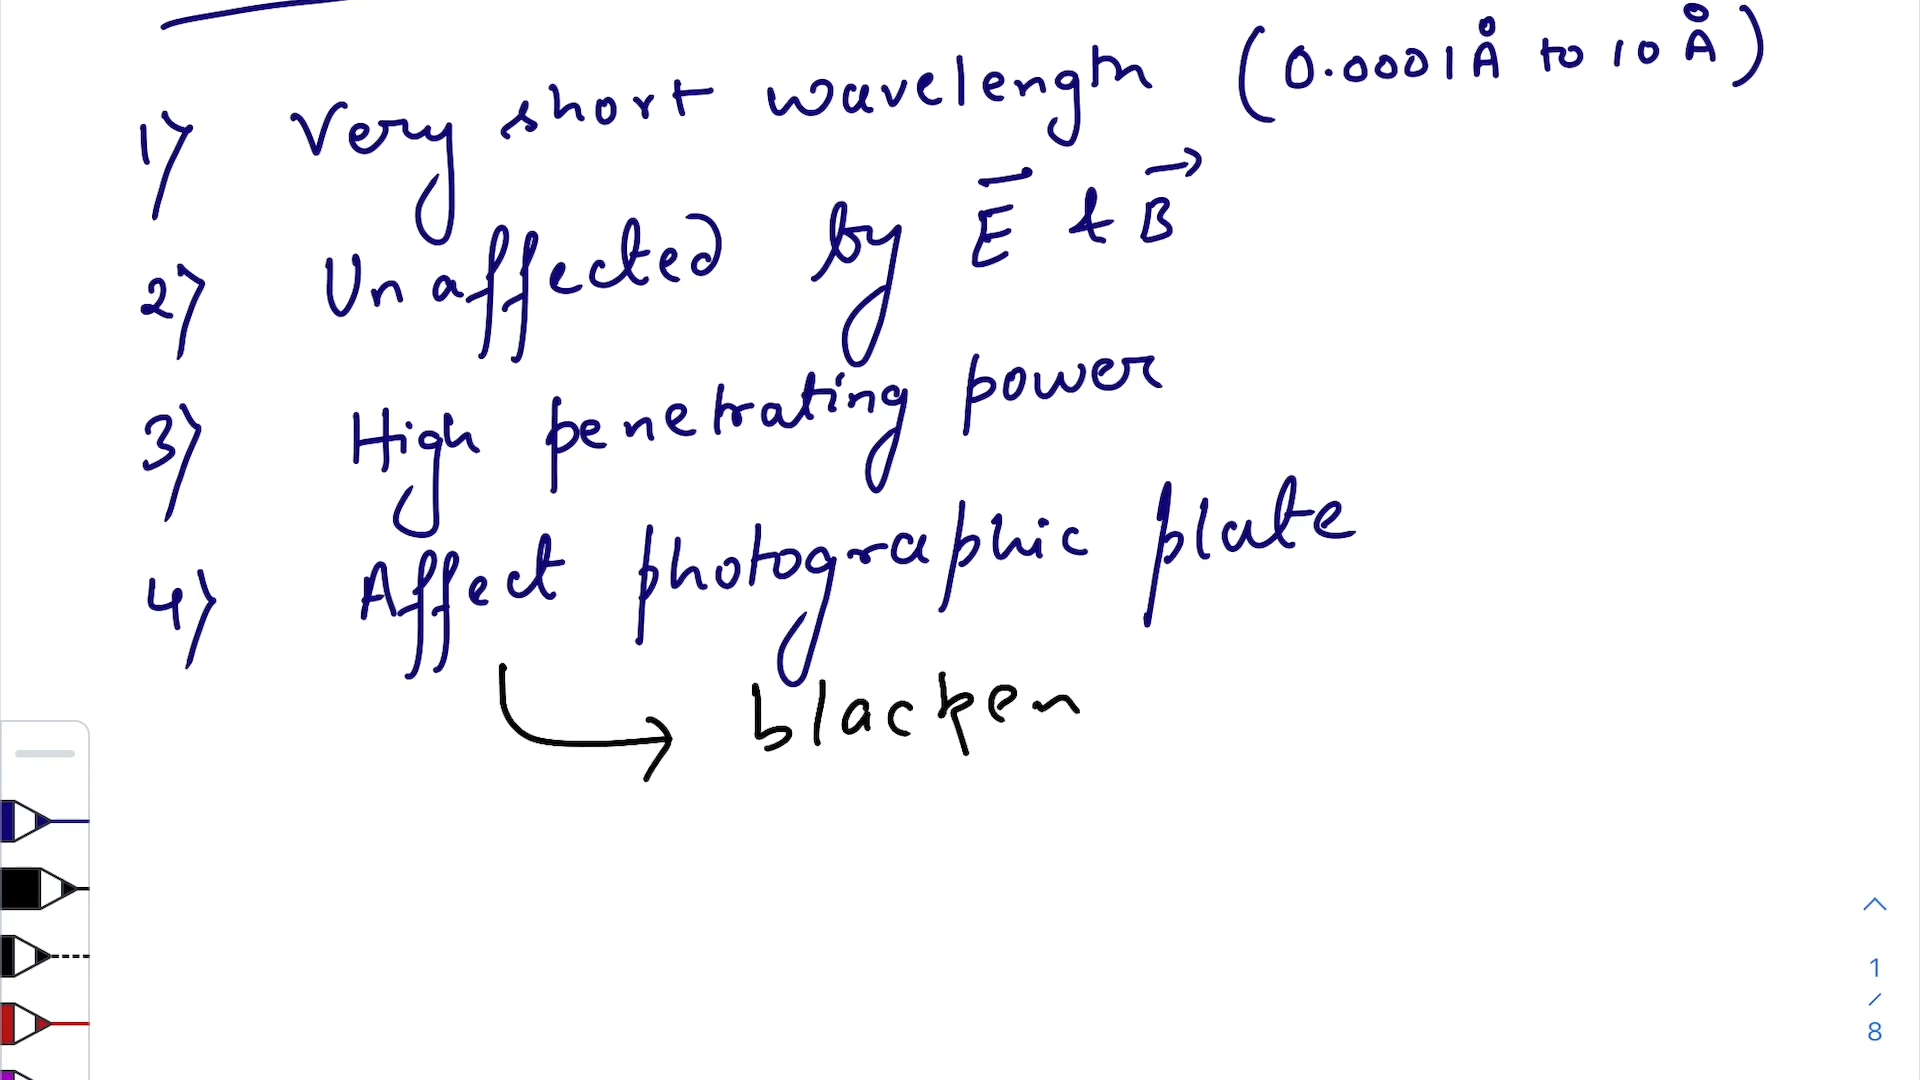 1) Very short wavelength (0.0001Å to 10 Å)
2) Unaffected by E & B
3) High penetrating power
4) Affect photographic plate
blacken
1
/
8